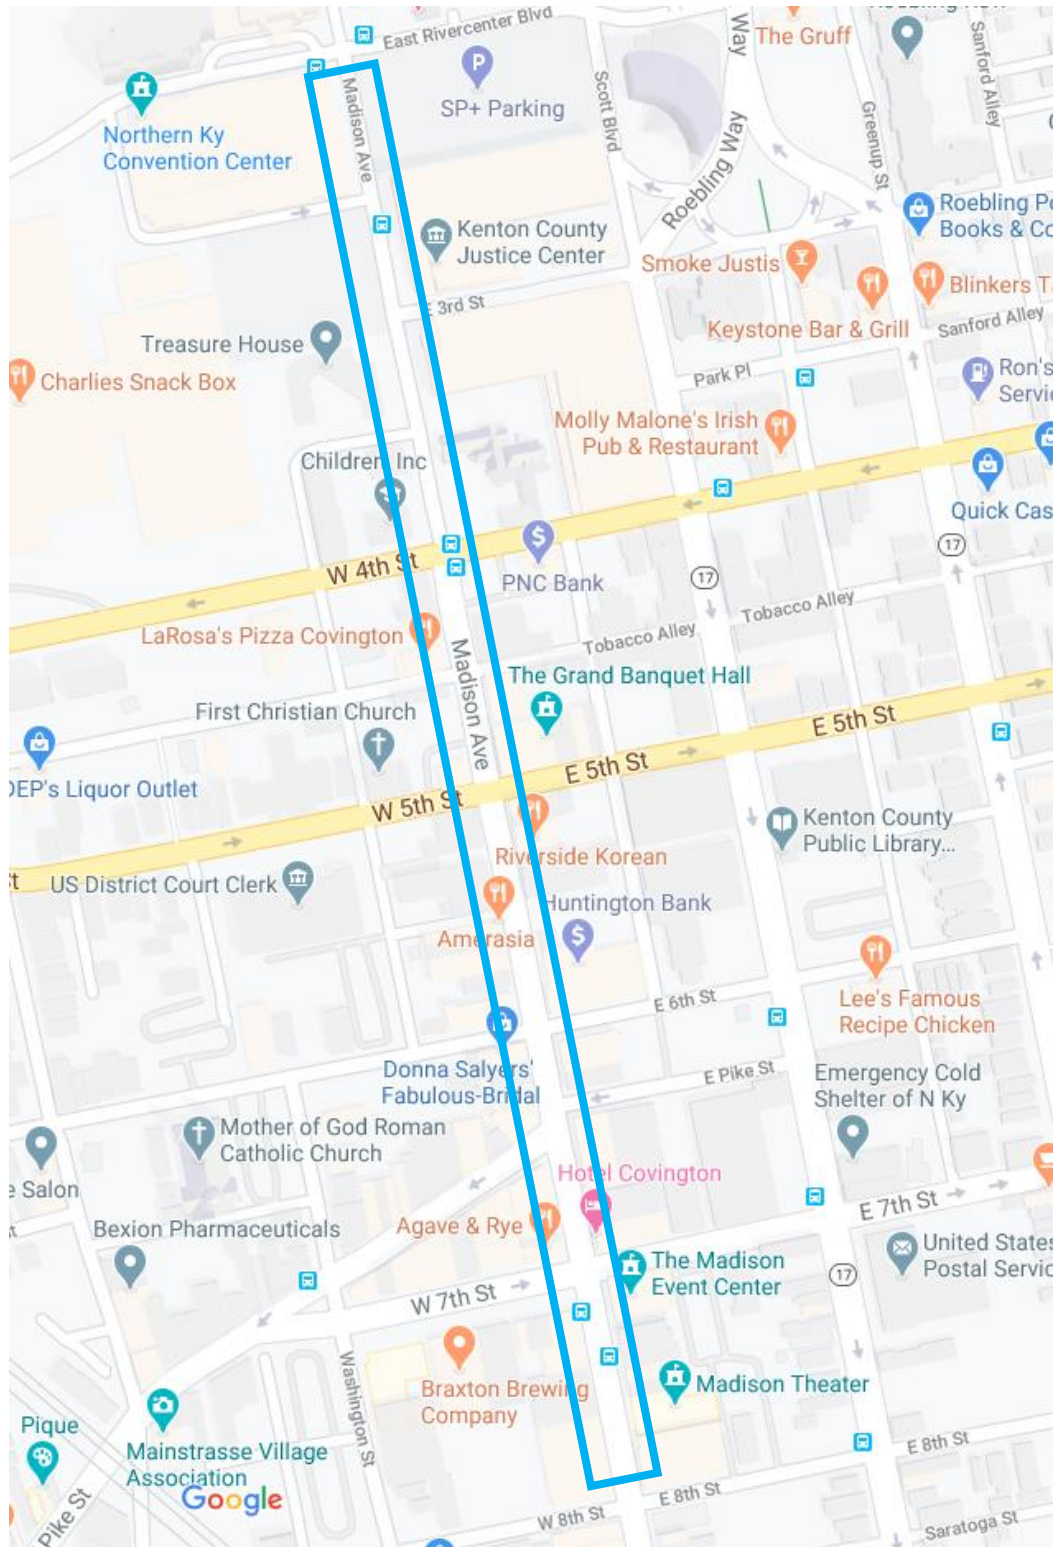 East Rivercenter Blvd
Way
The Gruff
Sanford Alley
Madison Ave
SP+ Parking
Scott Blvd
Greenup St
Northern Ky
Convention Center
Roebling Way
Kenton County
Justice Center
Books & Co
Smoke Justis
E 3rd St
Blinkers T
Keystone Bar & Grill
Sanford Alley
Treasure House
Charlies Snack Box
Park Pl
Ron's
Molly Malone's Irish
Pub & Restaurant
Children, Inc
Quick Cas
W 4th St
PNC Bank
17
17
Tobacco Alley
Tobacco Alley
LaRosa's Pizza Covington
Madison Ave
The Grand Banquet Hall
First Christian Church
E 5th St
E 5th St
DEP's Liquor Outlet
W 5th St
Kenton County
Public Library...
Riverside Korean
US District Court Clerk
Huntington Bank
Amerasia
E 6th St
Lee's Famous
Recipe Chicken
Donna Salyers'
Fabulous-Bridal
E Pike St
Emergency Cold
Shelter of N Ky
Mother of God Roman
Catholic Church
Hotel Covington
e Salon
Agave & Rye
E 7th St
Bexion Pharmaceuticals
The Madison
Event Center
United States
Postal Servic
17
W 7th St
Braxton Brewing
Company
Washington St
Madison Theater
Pique
Mainstrasse Village
Association
Google
Pike St
E 8th St
E 8th St
W 8th St
Saratoga St